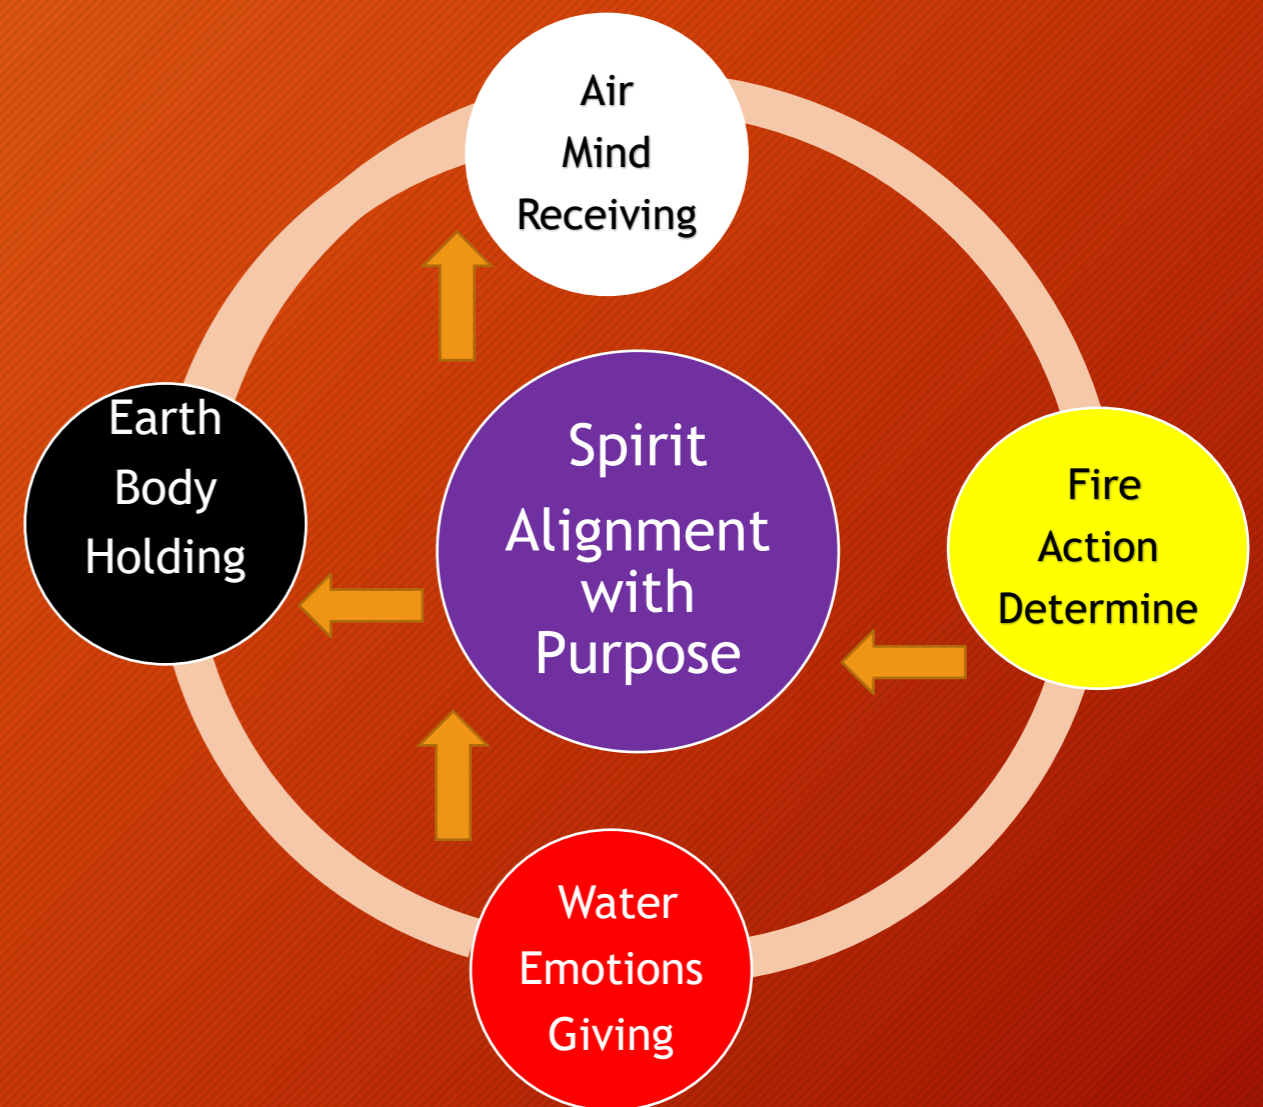 Air
Mind
Receiving
Earth
Body
Holding
Spirit
Alignment
with
Purpose
Fire
Action
Determine
Water
Emotions
Giving